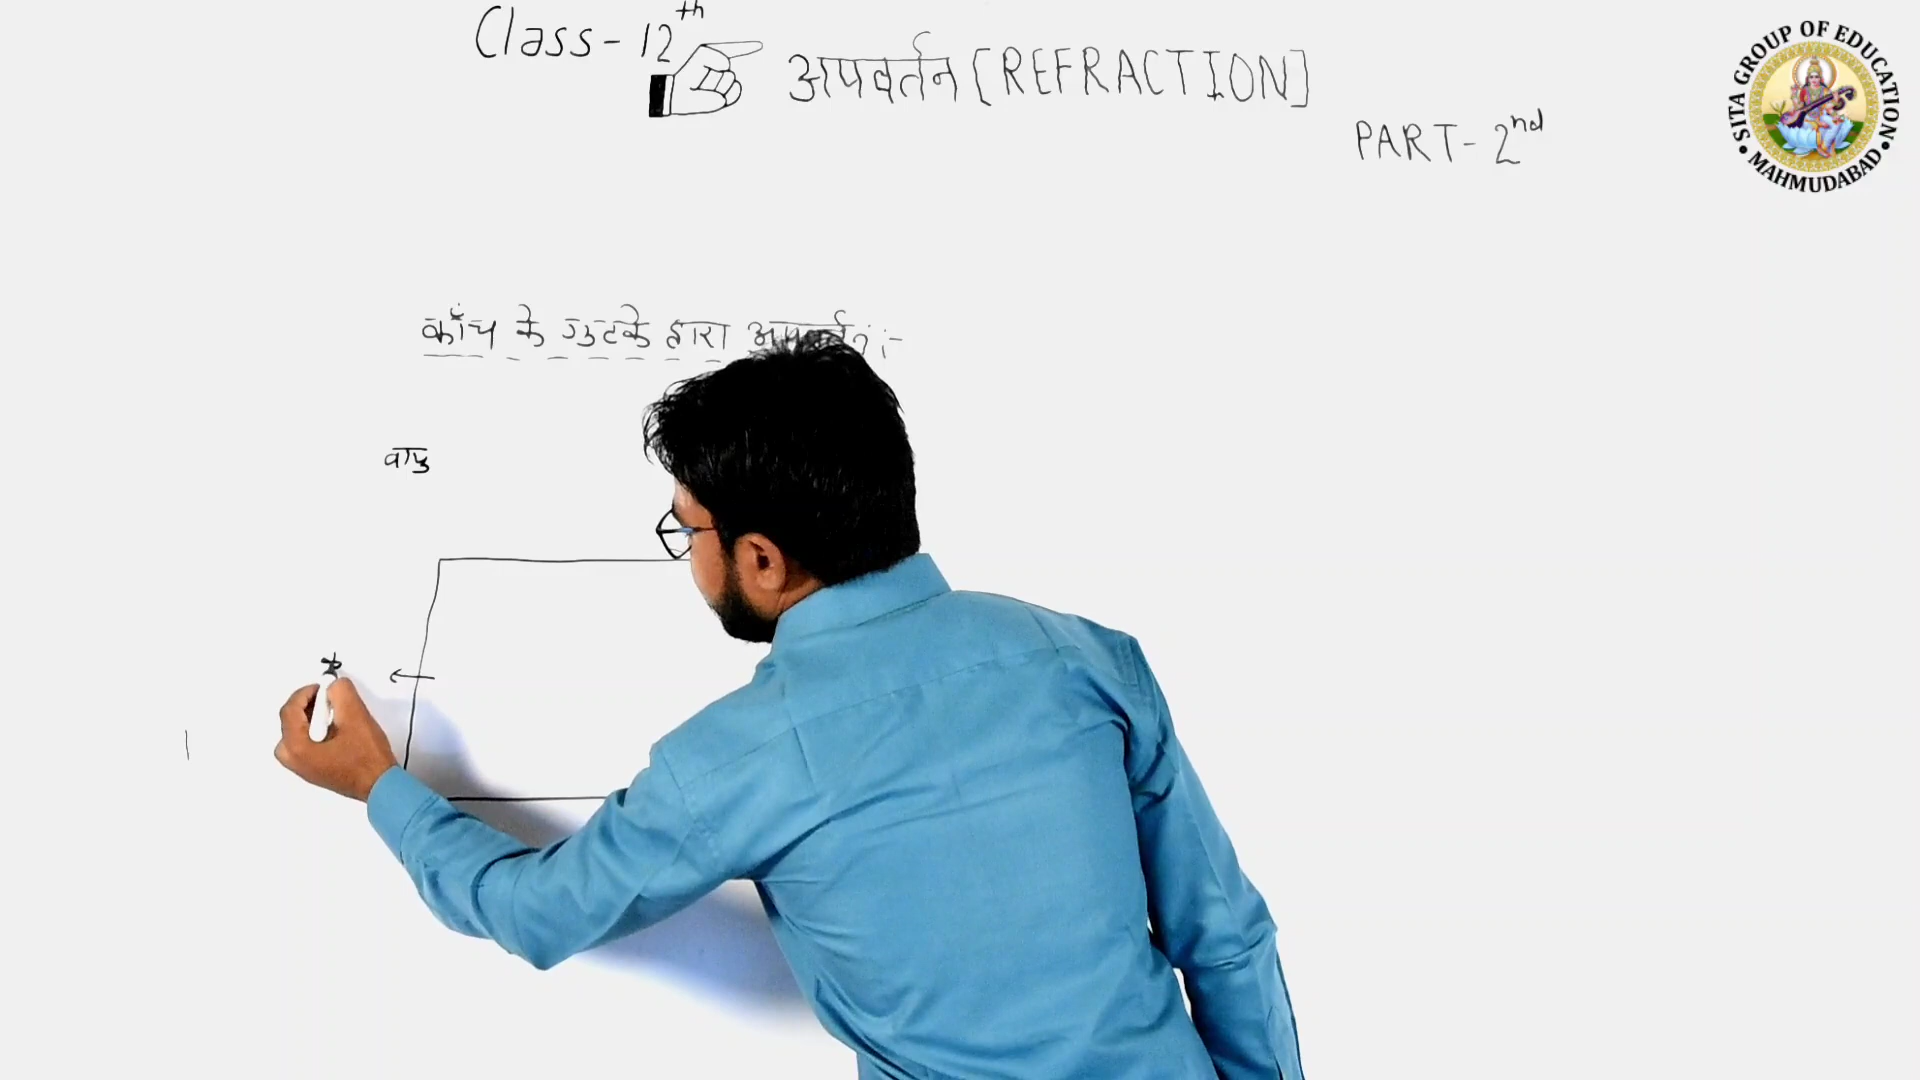 Class-12th
अपवर्तन [REFRACTION]
PART-2nd
SITA GROUP OF EDUCATION
• MAHMUDABAD •
काँच के गुटके द्वारा अपवर्तन :-
वायु